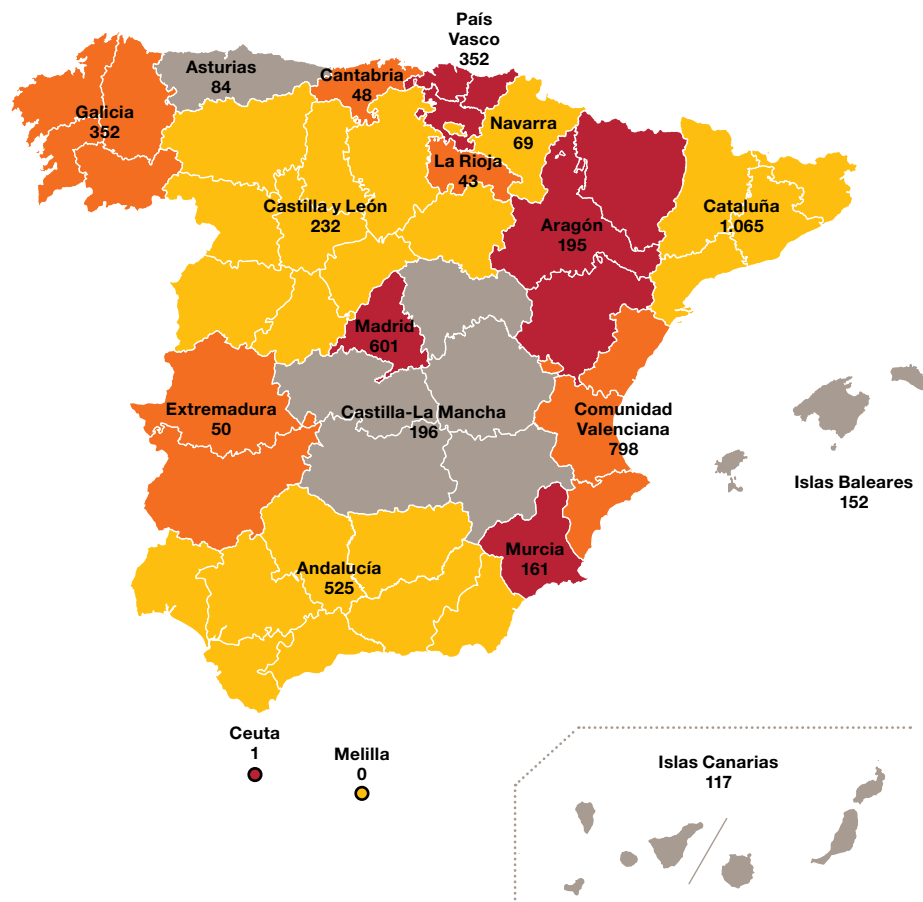 País
Vasco
352
Asturias
84
Cantabria
48
Galicia
352
Navarra
69
La Rioja
43
Castilla y León
232
Aragón
195
Cataluña
1.065
Madrid
601
Extremadura
50
Castilla-La Mancha
196
Comunidad
Valenciana
798
Islas Baleares
152
Murcia
161
Andalucía
525
Ceuta
1
Melilla
0
Islas Canarias
117